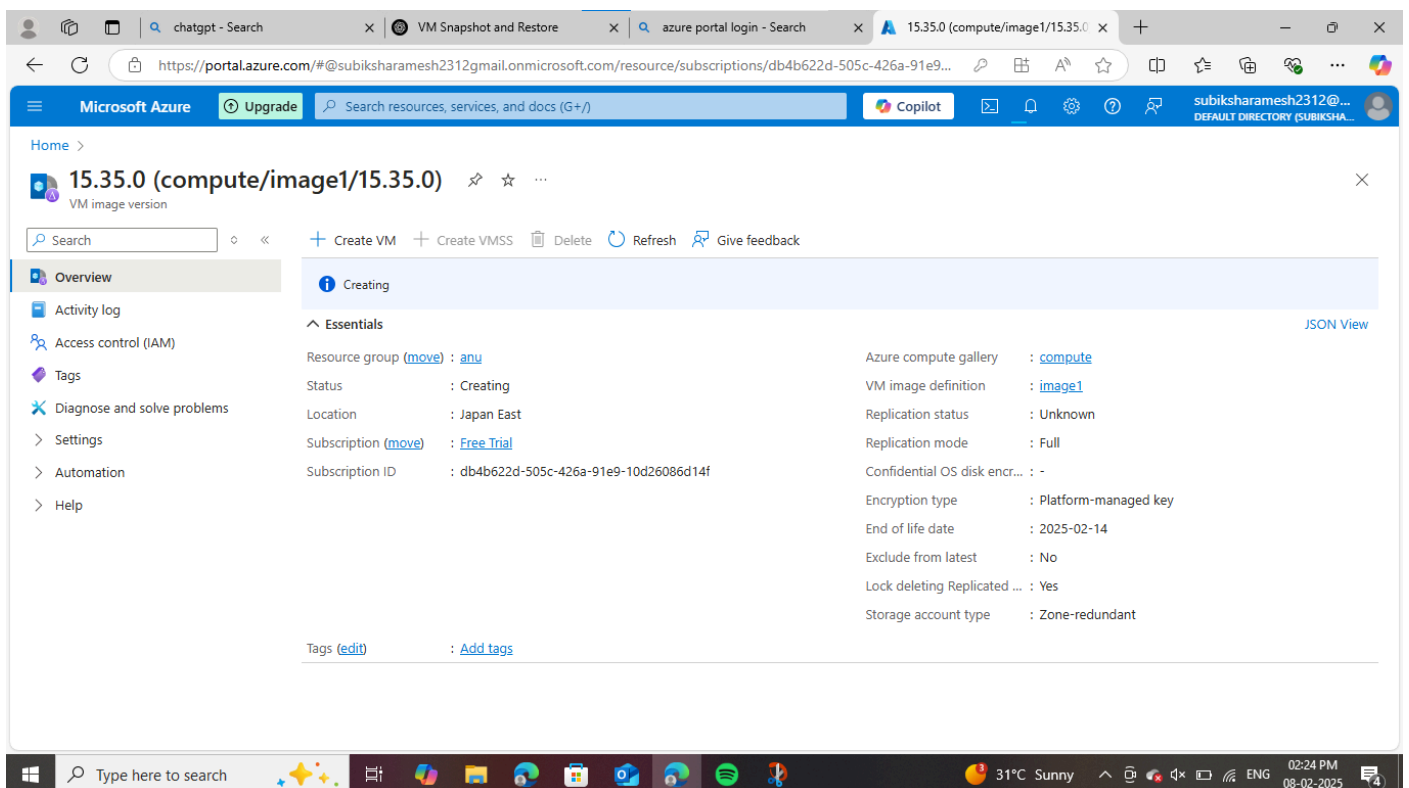 chatgpt - Search
VM Snapshot and Restore
azure portal login - Search
15.35.0 (compute/image1/15.35.0
https://portal.azure.com/#@subiksharamesh2312gmail.onmicrosoft.com/resource/subscriptions/db4b622d-505c-426a-91e9...
Microsoft Azure
Upgrade
Search resources, services, and docs (G+/)
Copilot
subiksharamesh2312@...
DEFAULT DIRECTORY (SUBIKSHA...
Home >
15.35.0 (compute/image1/15.35.0) ...
VM image version
Search
Create VM
Create VMSS
Delete
Refresh
Give feedback
Overview
Activity log
Access control (IAM)
Tags
Diagnose and solve problems
Settings
Automation
Help
Creating
Essentials
JSON View
Resource group (move) : anu
Status : Creating
Location : Japan East
Subscription (move) : Free Trial
Subscription ID : db4b622d-505c-426a-91e9-10d26086d14f
Azure compute gallery : compute
VM image definition : image1
Replication status : Unknown
Replication mode : Full
Confidential OS disk encr... : -
Encryption type : Platform-managed key
End of life date : 2025-02-14
Exclude from latest : No
Lock deleting Replicated ... : Yes
Storage account type : Zone-redundant
Tags (edit) : Add tags
Type here to search
31°C Sunny
ENG
02:24 PM
08-02-2025